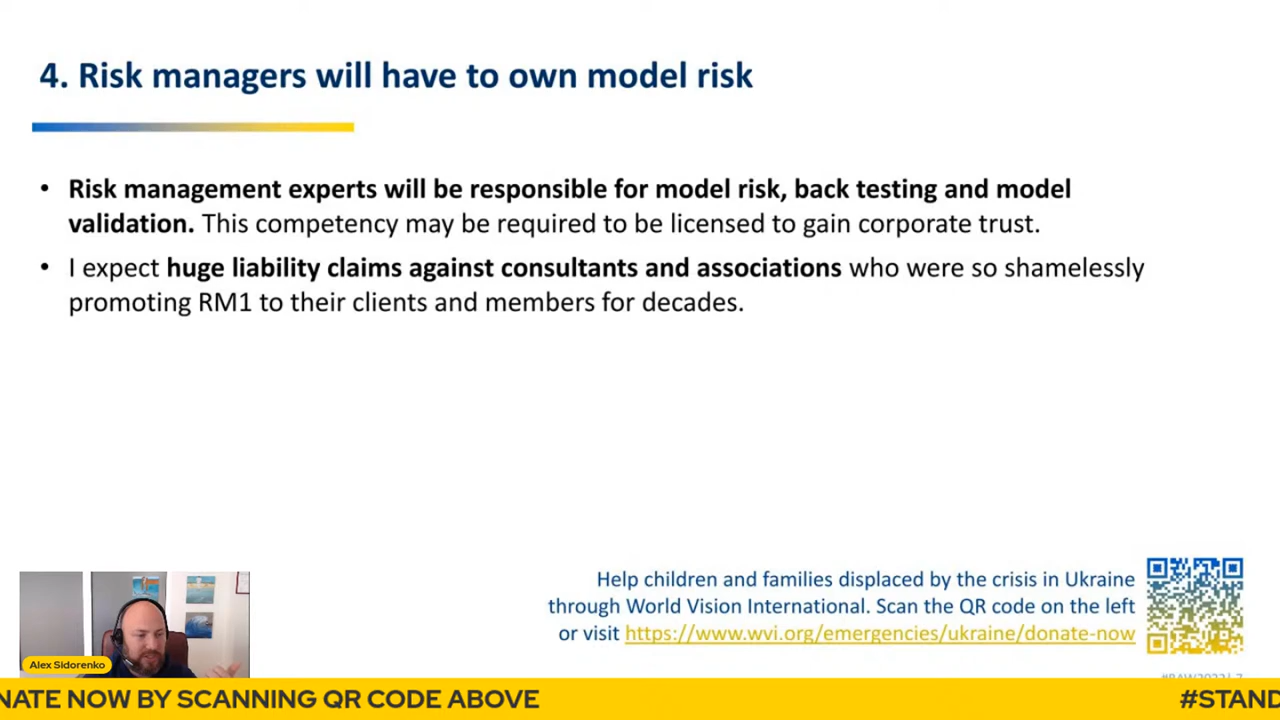 4. Risk managers will have to own model risk
• Risk management experts will be responsible for model risk, back testing and model
validation. This competency may be required to be licensed to gain corporate trust.
• I expect huge liability claims against consultants and associations who were so shamelessly
promoting RM1 to their clients and members for decades.
Help children and families displaced by the crisis in Ukraine
through World Vision International. Scan the QR code on the left
or visit https://www.wvi.org/emergencies/ukraine/donate-now
Alex Sidorenko
NATE NOW BY SCANNING QR CODE ABOVE
#STAND